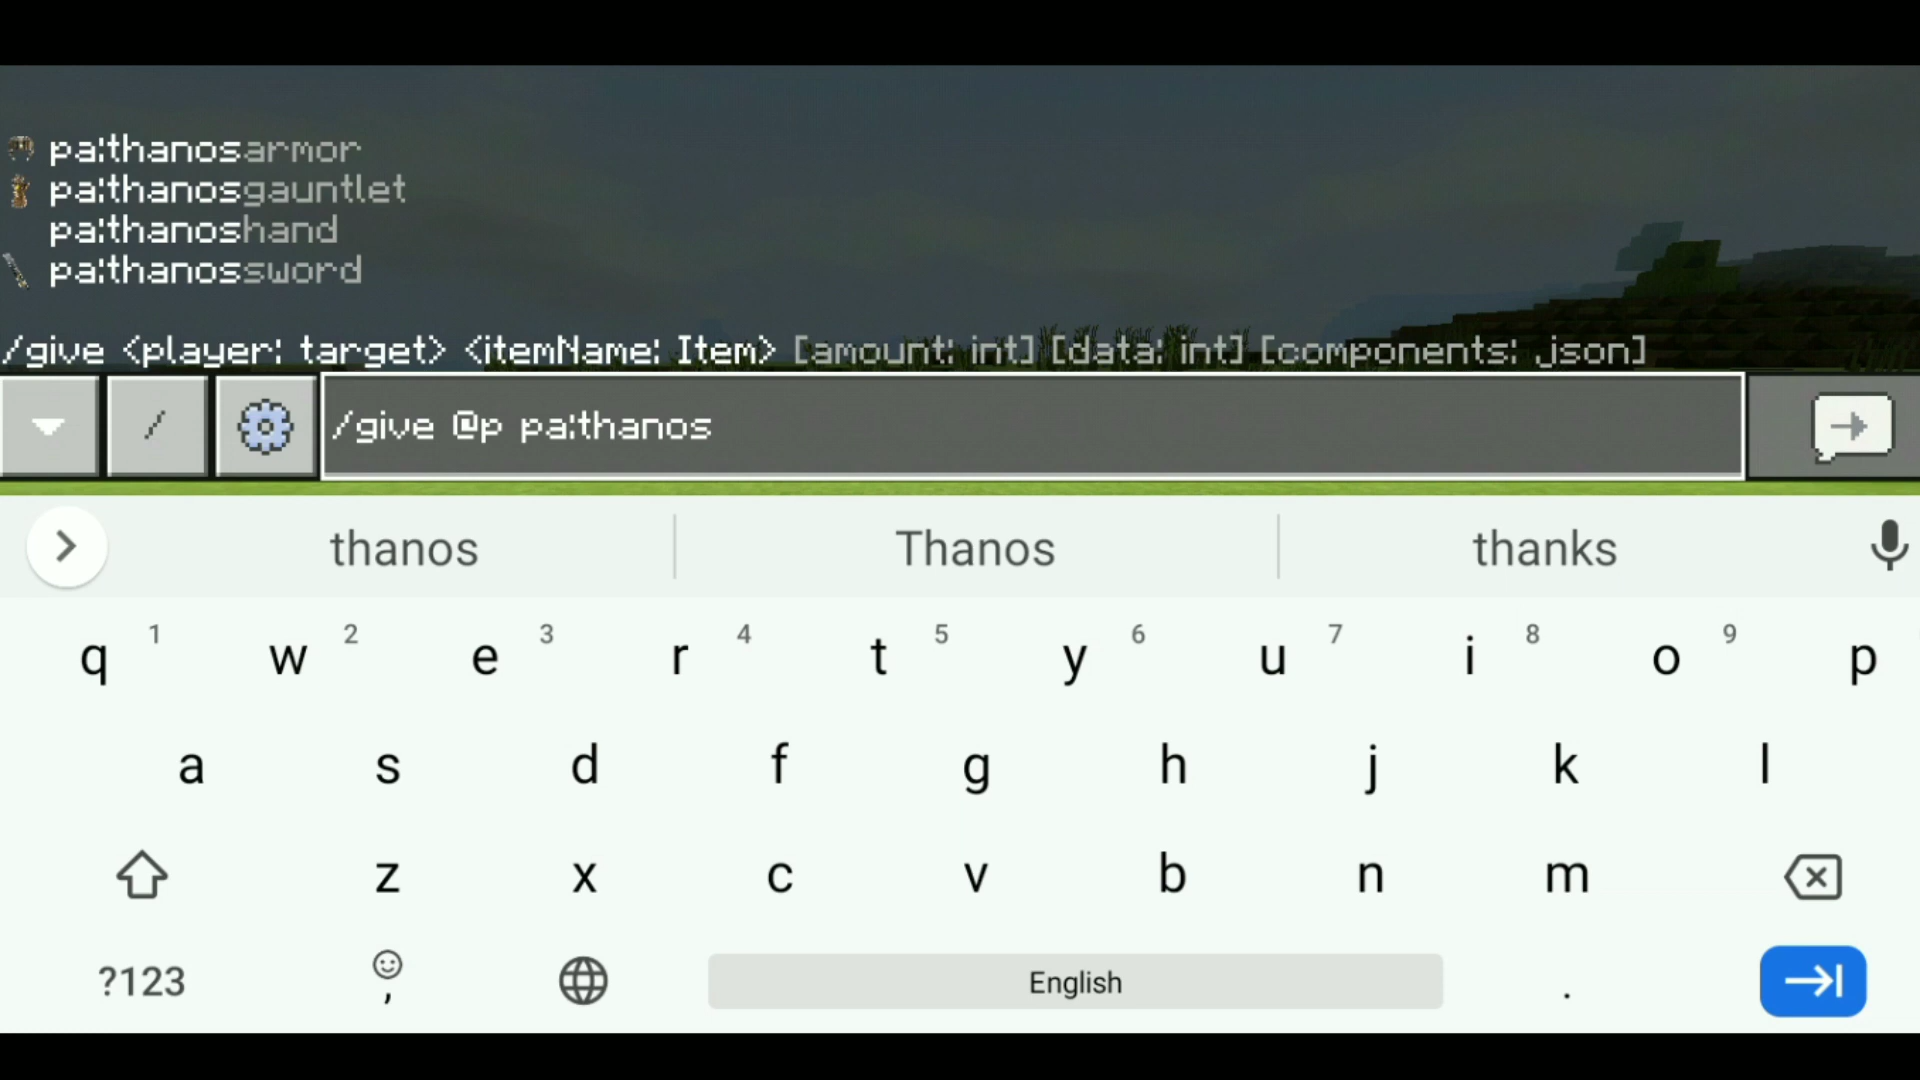 pa:thanosarmor
pa:thanosgauntlet
pa:thanoshand
pa:thanossword
/give <player: target> <itemName: Item> [amount: int] [data: int] [components: json]
/
/give @p pa:thanos
thanos Thanos thanks
q 1 w 2 e 3 r 4 t 5 y 6 u 7 i 8 o 9 p
a s d f g h j k l
z x c v b n m
?123 , English .